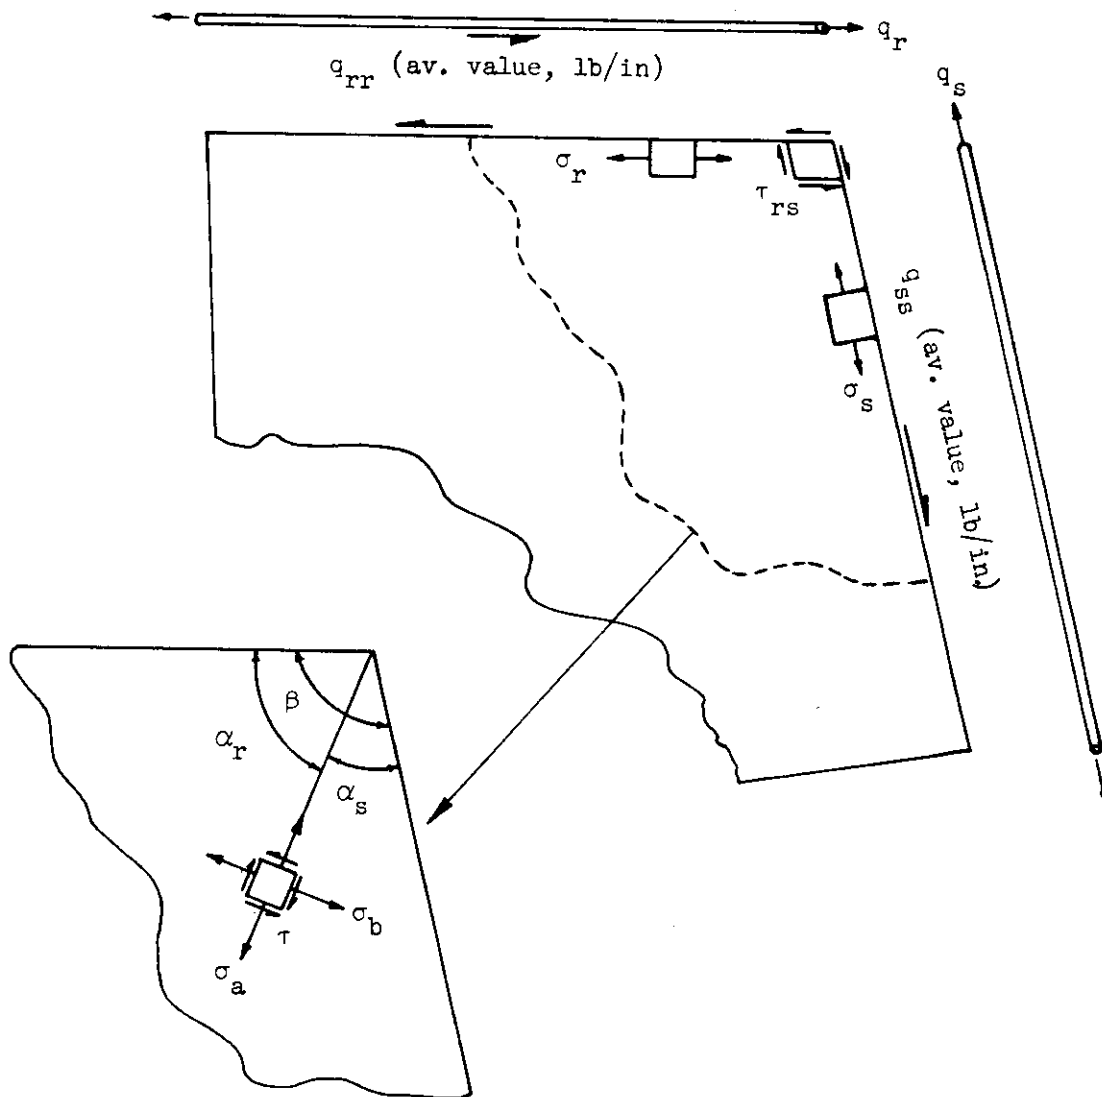 q_r
q_rr (av. value, lb/in)
q_s
σ_r
τ_rs
q_ss (av. value, lb/in)
σ_s
β
α_r
α_s
σ_b
τ
σ_a